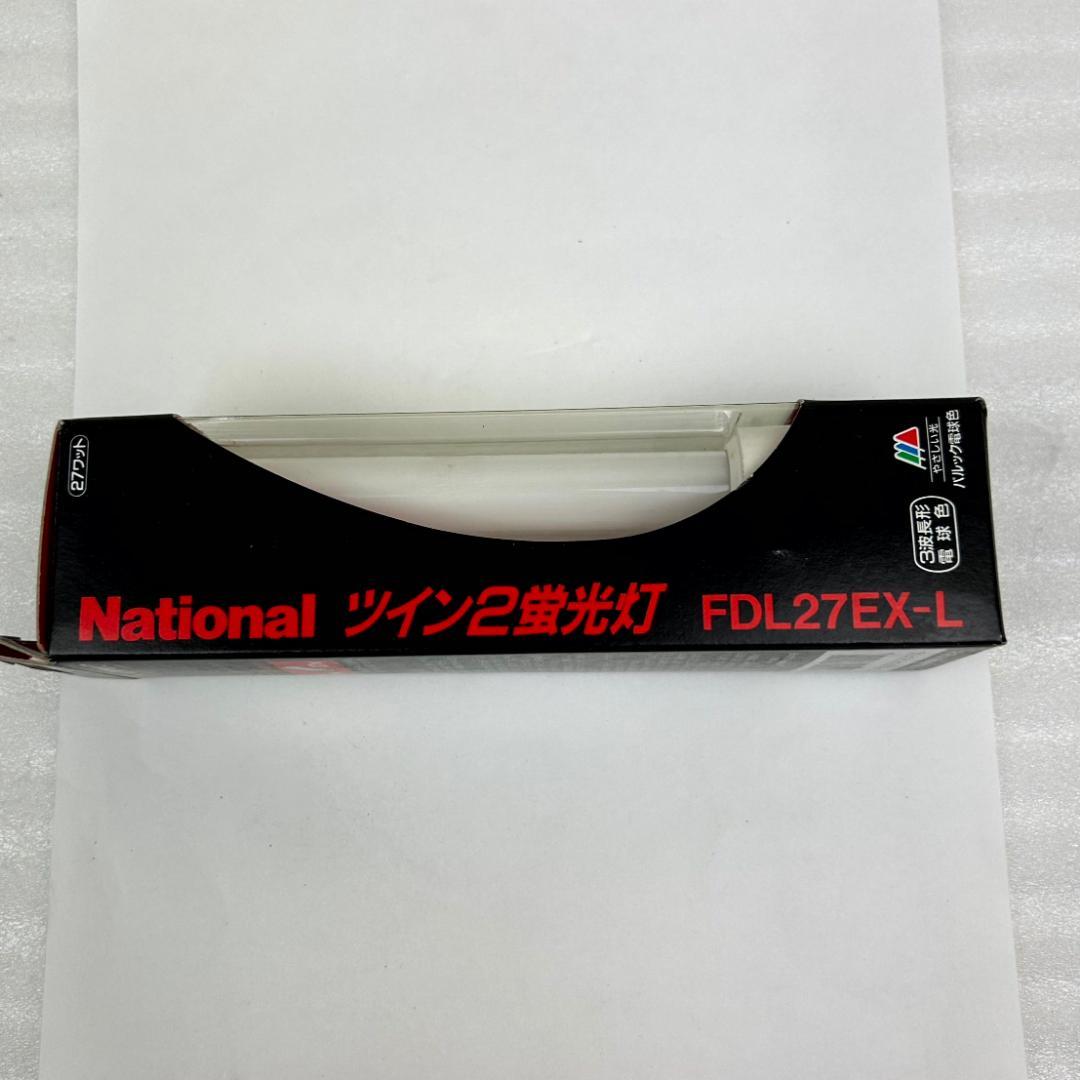 27ワット
やさしい光
パルック電球色
3波長形
電球色
National ツイン2蛍光灯 FDL27EX-L